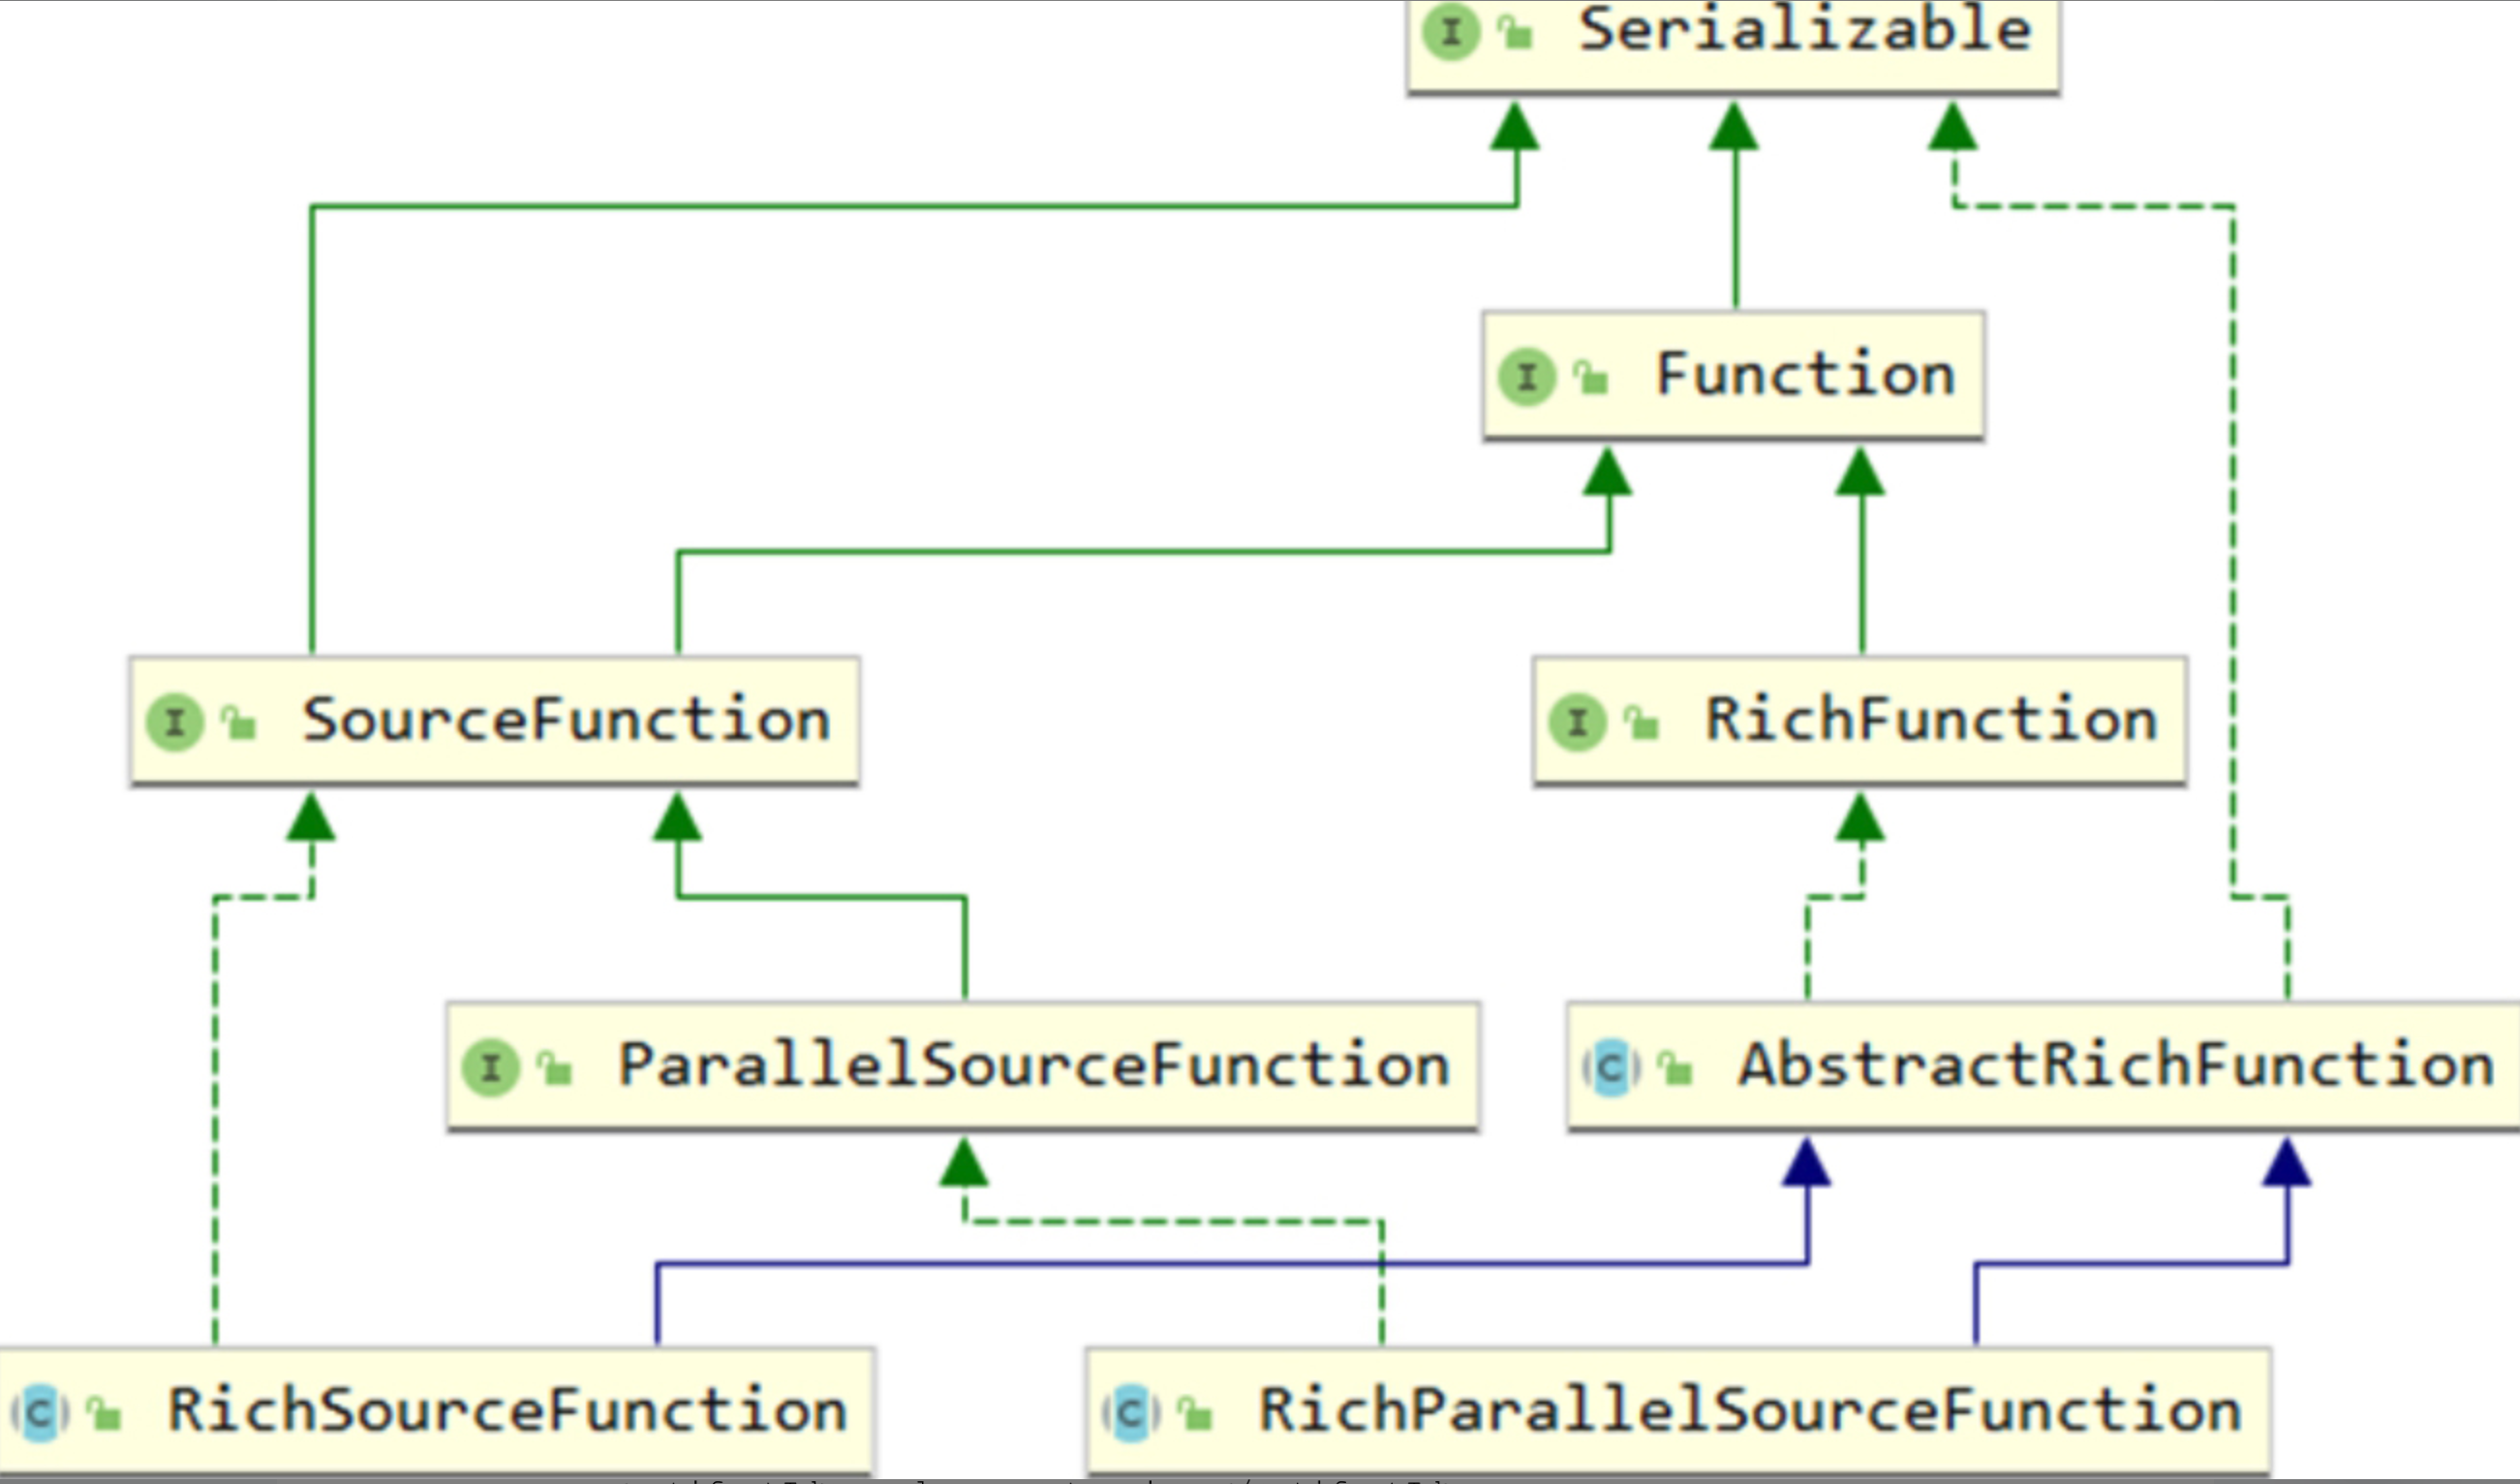 Serializable
Function
SourceFunction
RichFunction
ParallelSourceFunction
AbstractRichFunction
RichSourceFunction
RichParallelSourceFunction